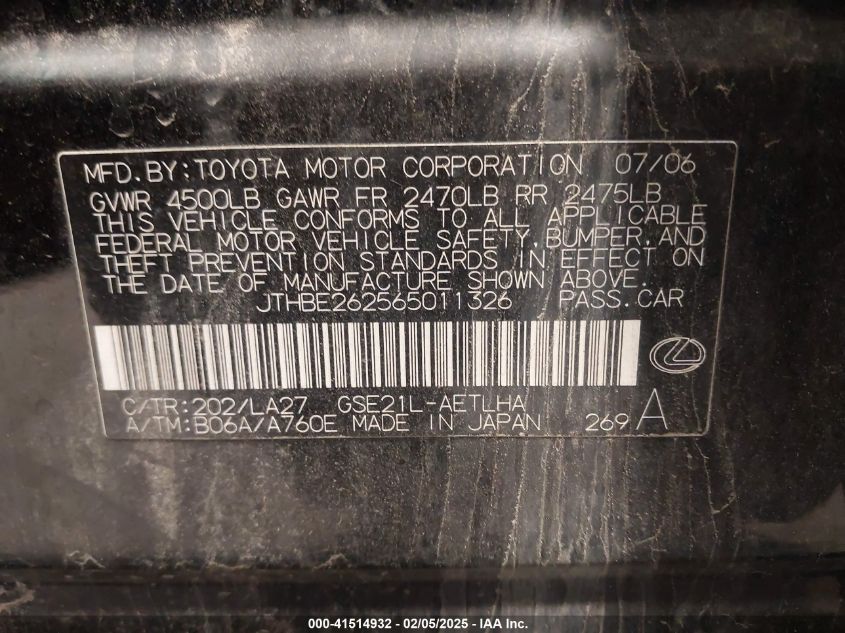 MFD. BY: TOYOTA MOTOR CORPORATION 07/06
GVWR 4500LB GAWR FR 2470LB RR 2475LB
THIS VEHICLE CONFORMS TO ALL APPLICABLE
FEDERAL MOTOR VEHICLE SAFETY, BUMPER, AND
THEFT PREVENTION STANDARDS IN EFFECT ON
THE DATE OF MANUFACTURE SHOWN ABOVE.
JTHBE262565011326 PASS. CAR
C/TR: 202/LA27 GSE21L-AETLHA
A/TM: B06A/A760E MADE IN JAPAN 269 A
000-41514932 - 02/05/2025 - IAA Inc.